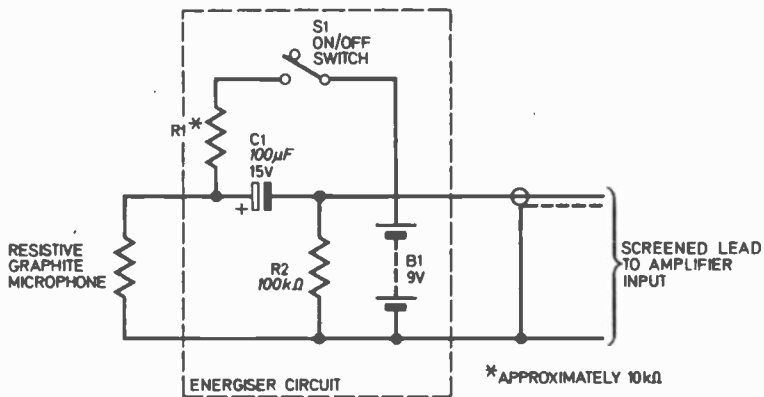 S1
ON/OFF
SWITCH
R1*
C1
100µF
15V
+
RESISTIVE
GRAPHITE
MICROPHONE
R2
100kΩ
B1
9V
SCREENED LEAD
TO AMPLIFIER
INPUT
ENERGISER CIRCUIT
*APPROXIMATELY 10kΩ